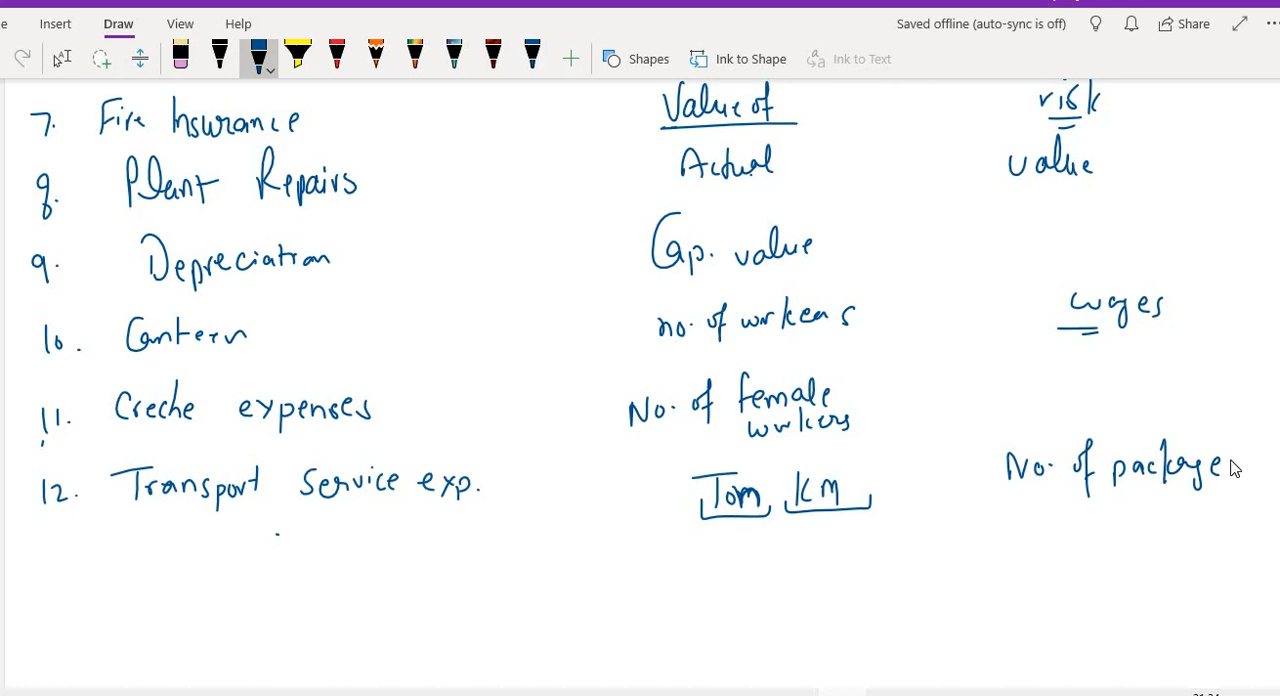 Insert Draw View Help Saved offline (auto-sync is off) Share
Shapes Ink to Shape Ink to Text
7. Fire Insurance Value of risk
8. Plant Repairs Actual value
9. Depreciation Cap. value
10. Canteen no. of workers wages
11. Creche expenses No. of female workers
12. Transport Service exp. Tom KM No. of package